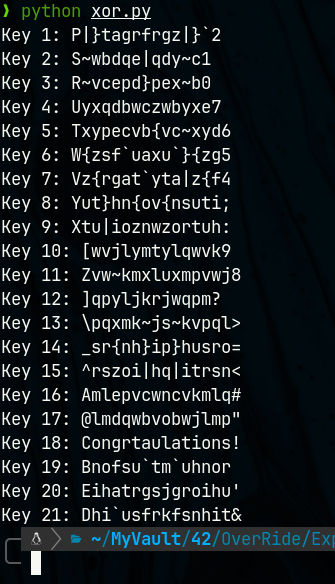 ❯ python xor.py
Key 1: P|}tagrfrgz|}`2
Key 2: S~wbdqe|qdy~c1
Key 3: R~vcepd}pex~b0
Key 4: Uyxqdbwczwbyxe7
Key 5: Txypecvb{vc~xyd6
Key 6: W{zsf`uaxu`}{zg5
Key 7: Vz{rgat`yta|z{f4
Key 8: Yut}hn{ov{nsuti;
Key 9: Xtu|ioznwzortuh:
Key 10: [wvjlymtylqwvk9
Key 11: Zvw~kmxluxmpvwj8
Key 12: ]qpyljkrjwqpm?
Key 13: \pqxmk~js~kvpql>
Key 14: _sr{nh}ip}husro=
Key 15: ^rszoi|hq|itrsn<
Key 16: Amlepvcwncvkmlq#
Key 17: @lmdqwbvobwjlmp"
Key 18: Congrtaulations!
Key 19: Bnofsu`tm`uhnor
Key 20: Eihatrgsjgroihu'
Key 21: Dhi`usfrkfsnhit&
~/MyVault/42/OverRide/Exp